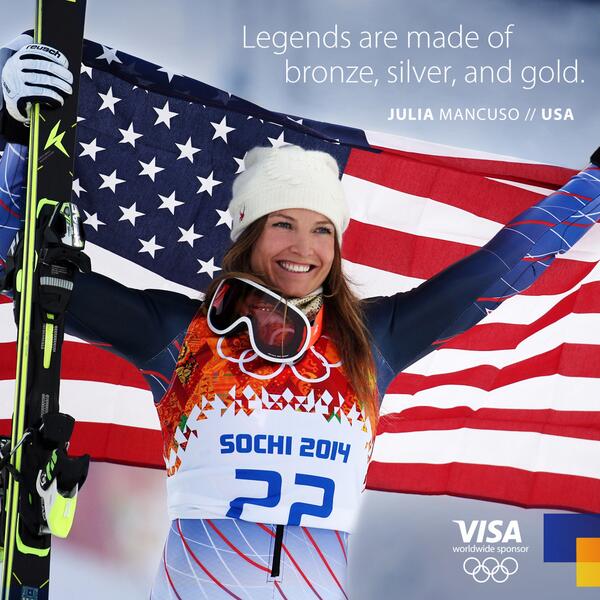 Legends are made of
bronze, silver, and gold.
JULIA MANCUSO // USA
reusch
SOCHI 2014
22
VISA
worldwide sponsor